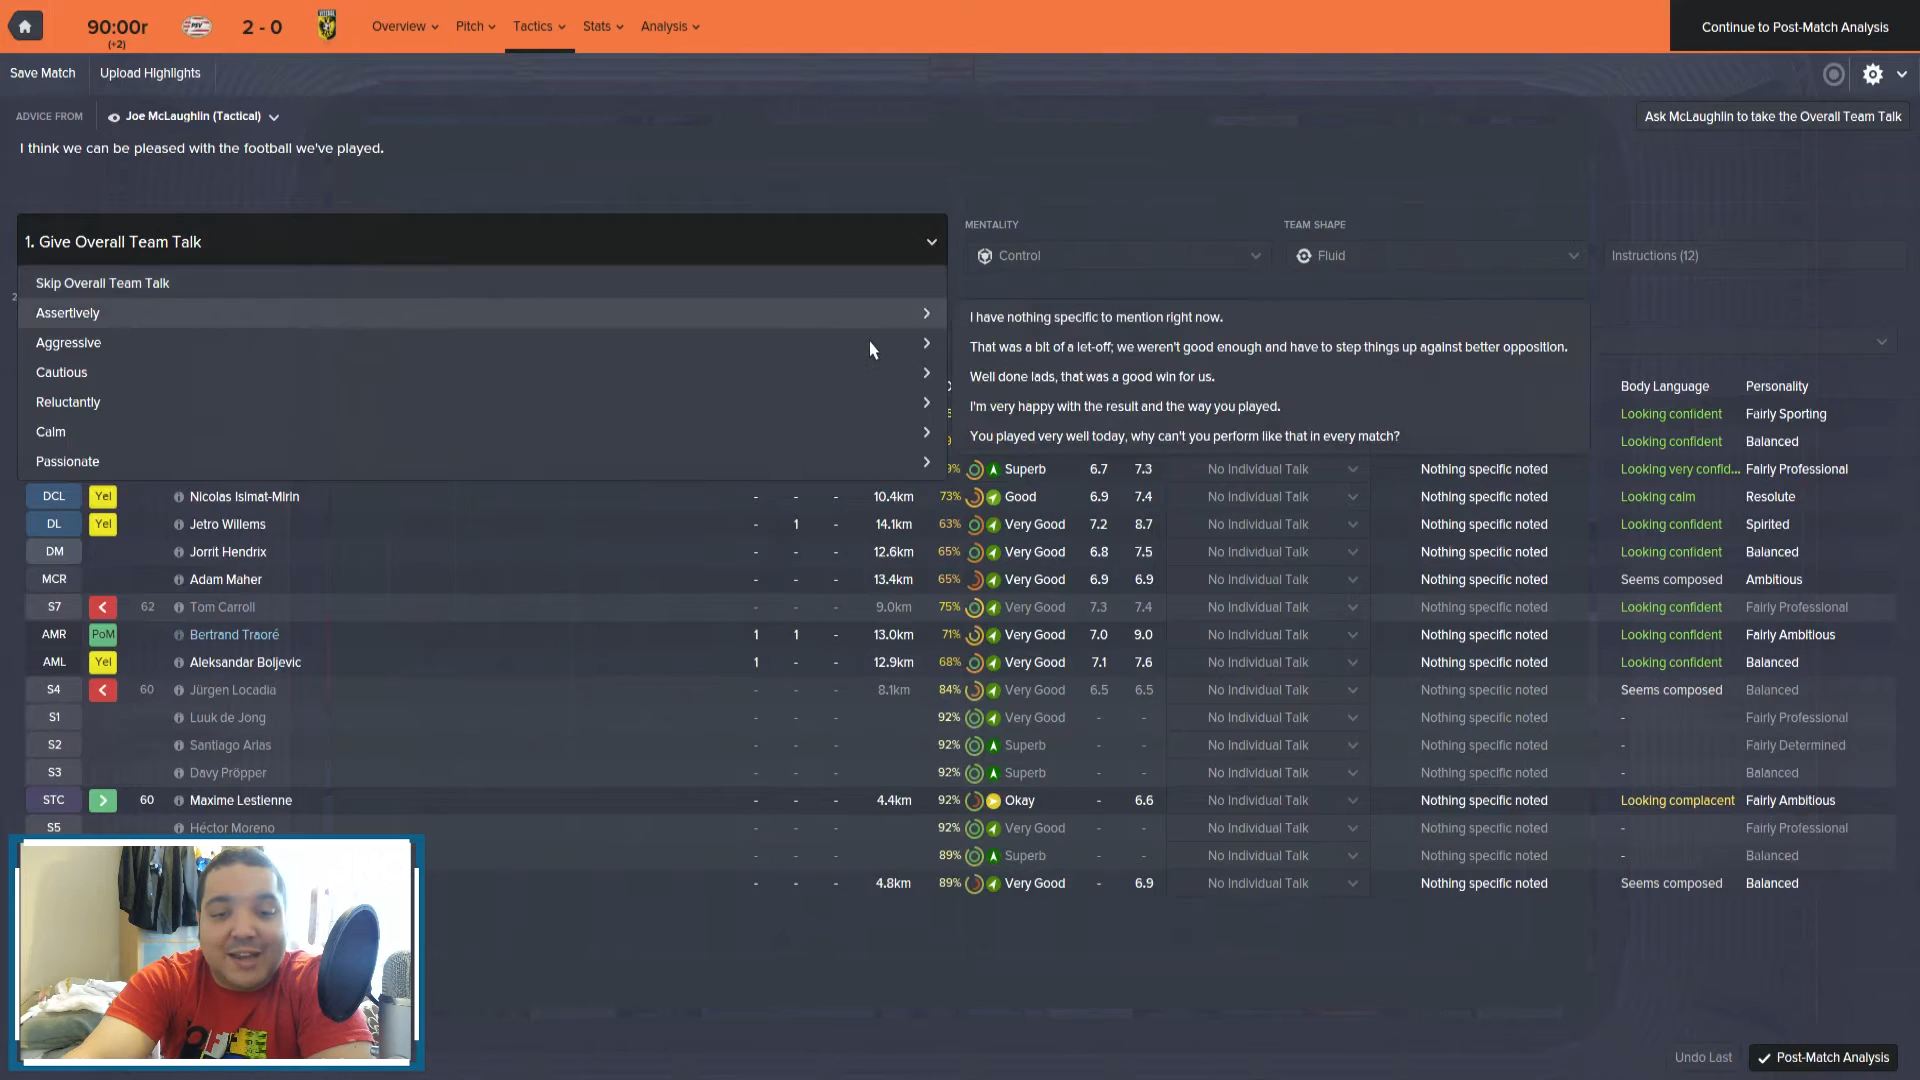 90:00r
(+2)
PSV
2 - 0
Overview
Pitch
Tactics
Stats
Analysis
Continue to Post-Match Analysis
Save Match
Upload Highlights
ADVICE FROM
Joe McLaughlin (Tactical)
Ask McLaughlin to take the Overall Team Talk
I think we can be pleased with the football we've played.
1. Give Overall Team Talk
MENTALITY
TEAM SHAPE
Control
Fluid
Instructions (12)
Skip Overall Team Talk
Assertively
Aggressive
Cautious
Reluctantly
Calm
Passionate
I have nothing specific to mention right now.
That was a bit of a let-off; we weren't good enough and have to step things up against better opposition.
Well done lads, that was a good win for us.
I'm very happy with the result and the way you played.
You played very well today, why can't you perform like that in every match?
Body Language Personality
Looking confident Fairly Sporting
Looking confident Balanced
9% Superb 6.7 7.3 No Individual Talk Nothing specific noted Looking very confid... Fairly Professional
DCL Yel Nicolas Isimat-Mirin - - - 10.4km 73% Good 6.9 7.4 No Individual Talk Nothing specific noted Looking calm Resolute
DL Yel Jetro Willems - 1 - 14.1km 63% Very Good 7.2 8.7 No Individual Talk Nothing specific noted Looking confident Spirited
DM Jorrit Hendrix - - - 12.6km 65% Very Good 6.8 7.5 No Individual Talk Nothing specific noted Looking confident Balanced
MCR Adam Maher - - - 13.4km 65% Very Good 6.9 6.9 No Individual Talk Nothing specific noted Seems composed Ambitious
S7 62 Tom Carroll - - - 9.0km 75% Very Good 7.3 7.4 No Individual Talk Nothing specific noted Looking confident Fairly Professional
AMR PoM Bertrand Traoré 1 1 - 13.0km 71% Very Good 7.0 9.0 No Individual Talk Nothing specific noted Looking confident Fairly Ambitious
AML Yel Aleksandar Boljevic 1 - - 12.9km 68% Very Good 7.1 7.6 No Individual Talk Nothing specific noted Looking confident Balanced
S4 60 Jürgen Locadia - - - 8.1km 84% Very Good 6.5 6.5 No Individual Talk Nothing specific noted Seems composed Balanced
S1 Luuk de Jong - - - 92% Very Good - - No Individual Talk Nothing specific noted - Fairly Professional
S2 Santiago Arias - - - 92% Superb - - No Individual Talk Nothing specific noted - Fairly Determined
S3 Davy Pröpper - - - 92% Superb - - No Individual Talk Nothing specific noted - Balanced
STC 60 Maxime Lestienne - - - 4.4km 92% Okay - 6.6 No Individual Talk Nothing specific noted Looking complacent Fairly Ambitious
S5 Héctor Moreno - - - 92% Very Good - - No Individual Talk Nothing specific noted - Fairly Professional
- - - 89% Superb - - No Individual Talk Nothing specific noted - Balanced
- - - 4.8km 89% Very Good - 6.9 No Individual Talk Nothing specific noted Seems composed Balanced
Undo Last
Post-Match Analysis